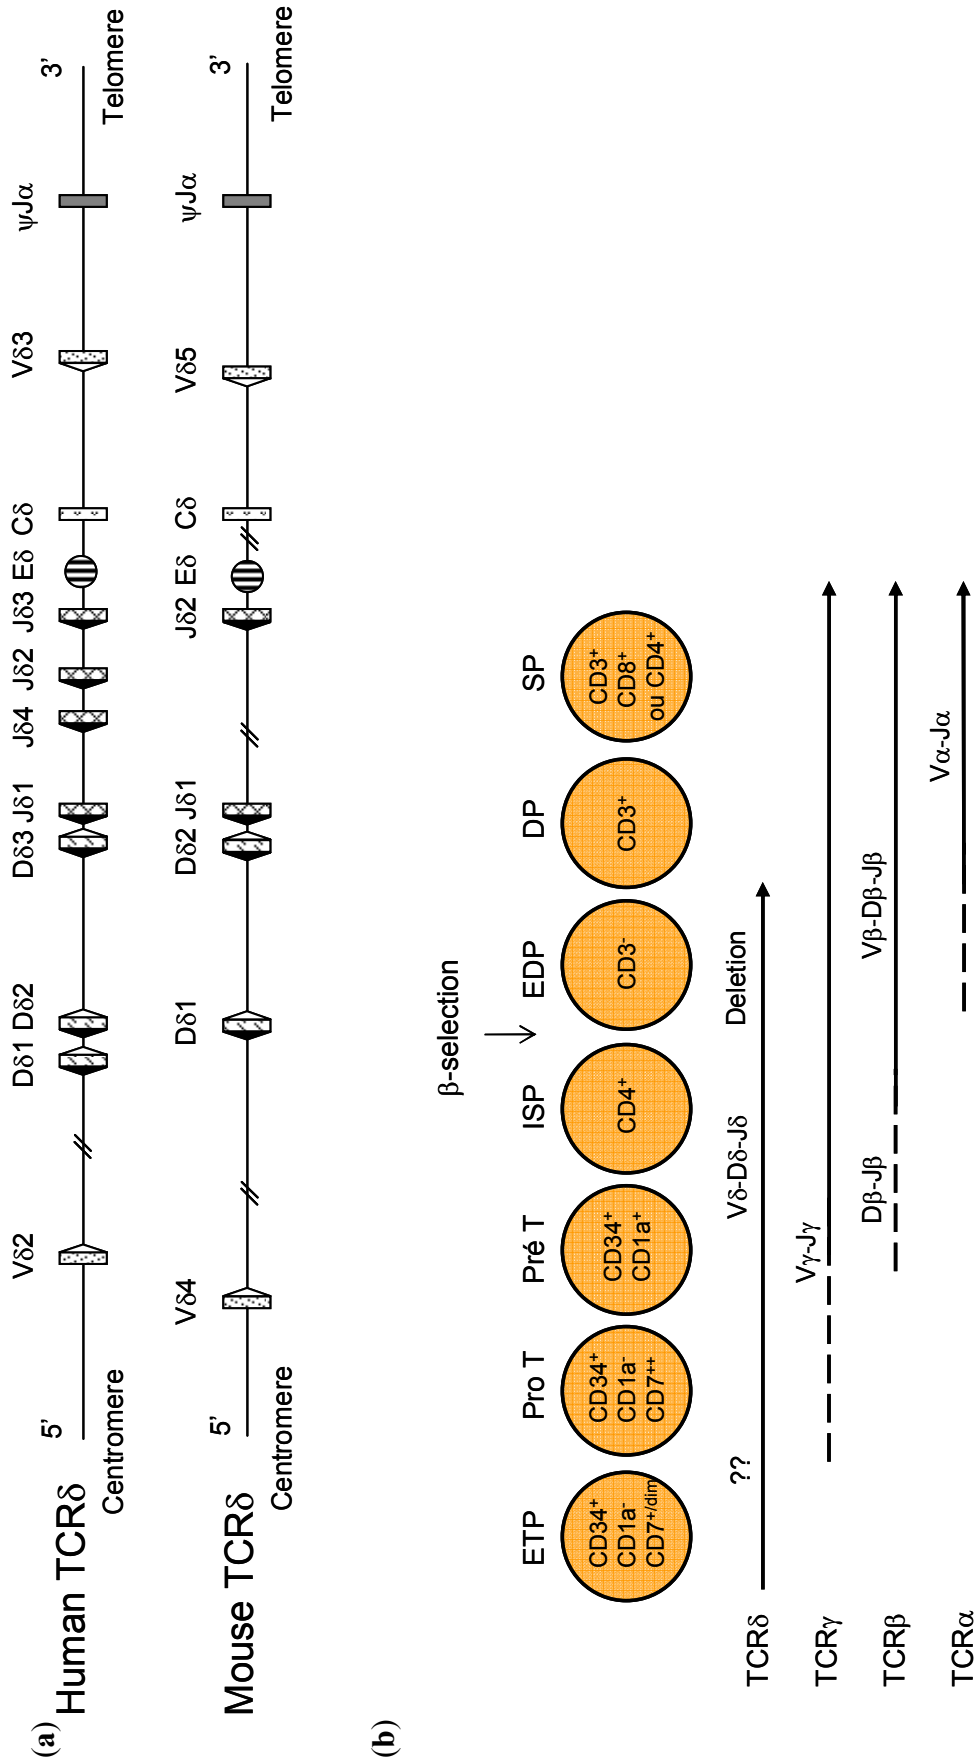 (a)
Human TCRδ
5’ 3’
Centromere Telomere
Vδ2 Dδ1 Dδ2 Dδ3 Jδ1 Jδ4 Jδ2 Jδ3 Eδ Cδ Vδ3 ψJα
Mouse TCRδ
5’ 3’
Centromere Telomere
Vδ4 Dδ1 Dδ2 Jδ1 Jδ2 Eδ Cδ Vδ5 ψJα
(b)
β-selection
ETP Pro T Pré T ISP EDP DP SP
CD34⁺
CD1a⁻
CD7⁺/dim
CD34⁺
CD1a⁻
CD7⁺⁺
CD34⁺
CD1a⁺
CD4⁺
CD3⁻
CD3⁺
CD3⁺
CD8⁺
ou CD4⁺
?? Vδ-Dδ-Jδ Deletion
TCRδ
Vγ-Jγ
TCRγ
Dβ-Jβ Vβ-Dβ-Jβ
TCRβ
Vα-Jα
TCRα